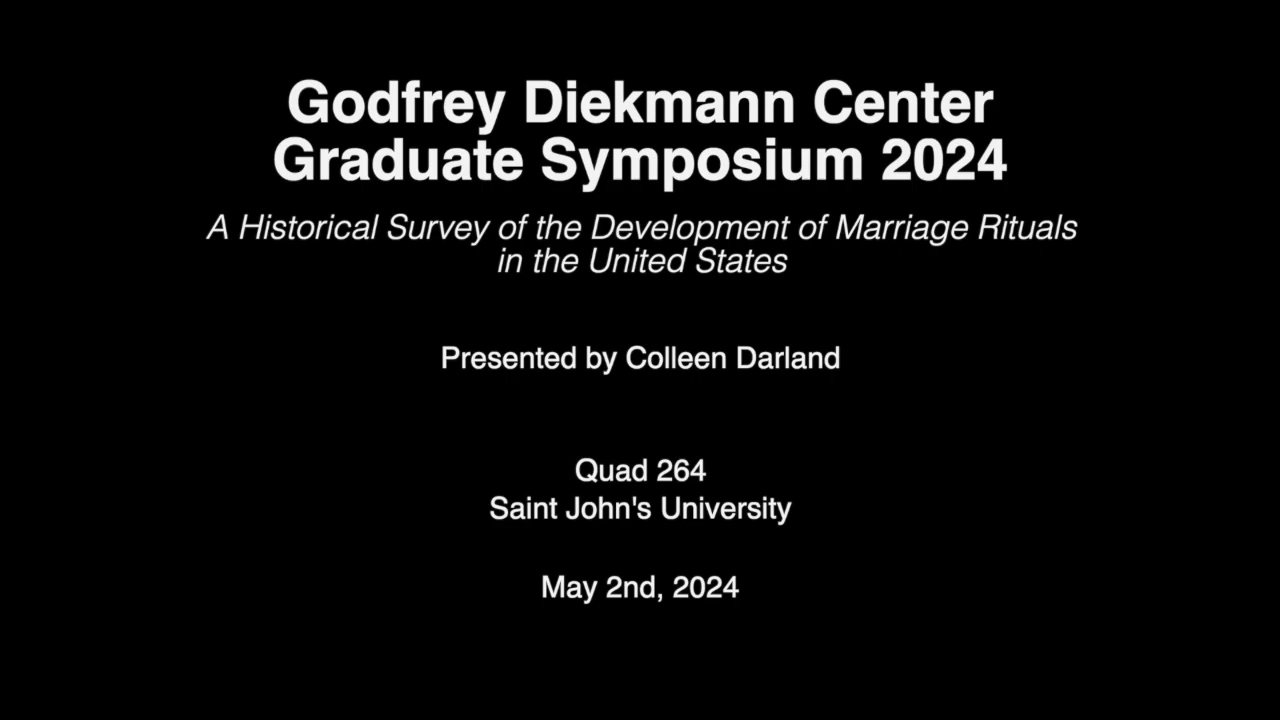 Godfrey Diekmann Center
Graduate Symposium 2024
A Historical Survey of the Development of Marriage Rituals
in the United States
Presented by Colleen Darland
Quad 264
Saint John's University
May 2nd, 2024